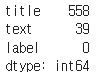 title    558
text      39
label      0
dtype: int64